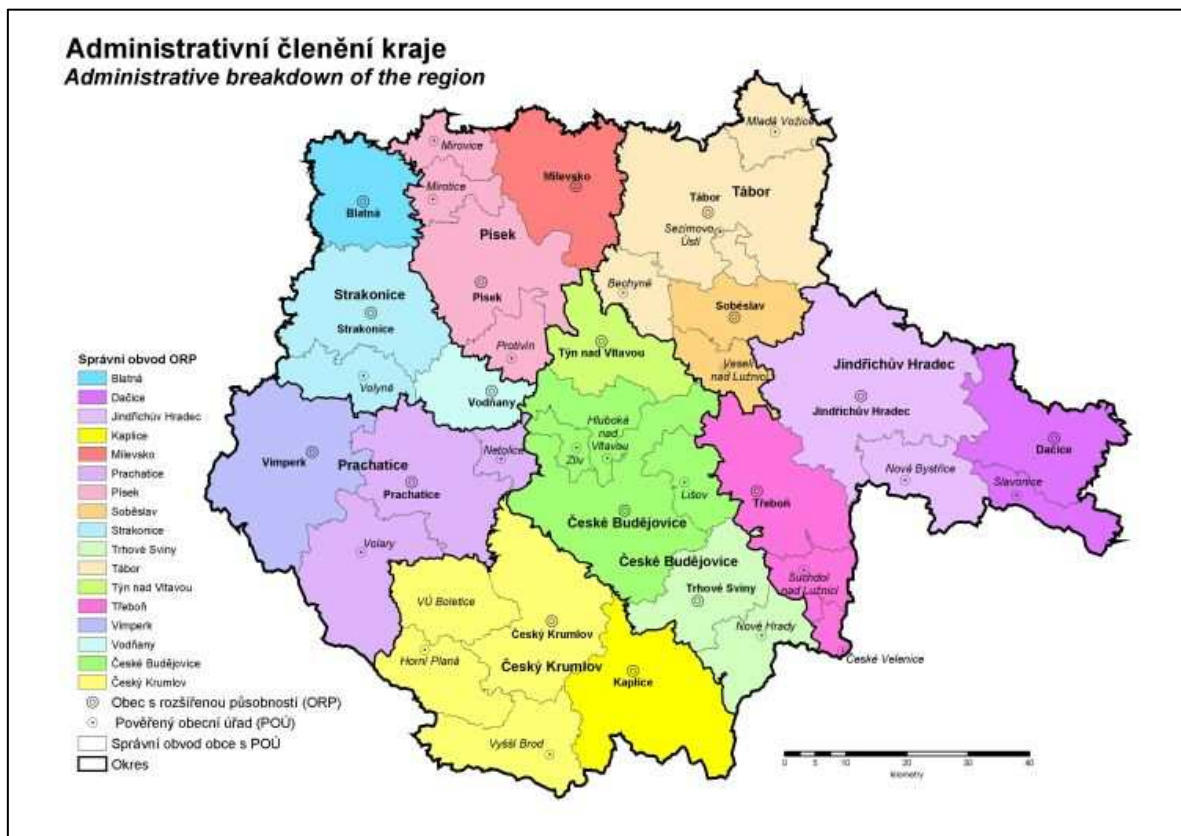 Administrativní členění kraje
Administrative breakdown of the region
Mladá Vožice
Mirovice
Milevsko
Mirotice
Tábor
Tábor
Blatná
Sezimovo
Ústí
Písek
Písek
Bechyně
Strakonice
Strakonice
Soběslav
Protivín
Týn nad Vltavou
Veselí
nad Lužnicí
Jindřichův Hradec
Jindřichův Hradec
Volyně
Vodňany
Hluboká
nad
Vltavou
Zliv
Dačice
Vimperk
Netolice
Prachatice
Prachatice
Lišov
Třeboň
Nová Bystřice
Slavonice
České Budějovice
České Budějovice
Volary
Suchdol
nad Lužnicí
Trhové Sviny
VÚ Boletice
Český Krumlov
Nové Hrady
České Velenice
Horní Planá
Český Krumlov
Kaplice
Vyšší Brod
Správní obvod ORP
Blatná
Dačice
Jindřichův Hradec
Kaplice
Milevsko
Prachatice
Písek
Soběslav
Strakonice
Trhové Sviny
Tábor
Týn nad Vltavou
Třeboň
Vimperk
Vodňany
České Budějovice
Český Krumlov
Obec s rozšířenou působností (ORP)
Pověřený obecní úřad (POÚ)
Správní obvod obce s POÚ
Okres
0 5 10 20 30 40
kilometry